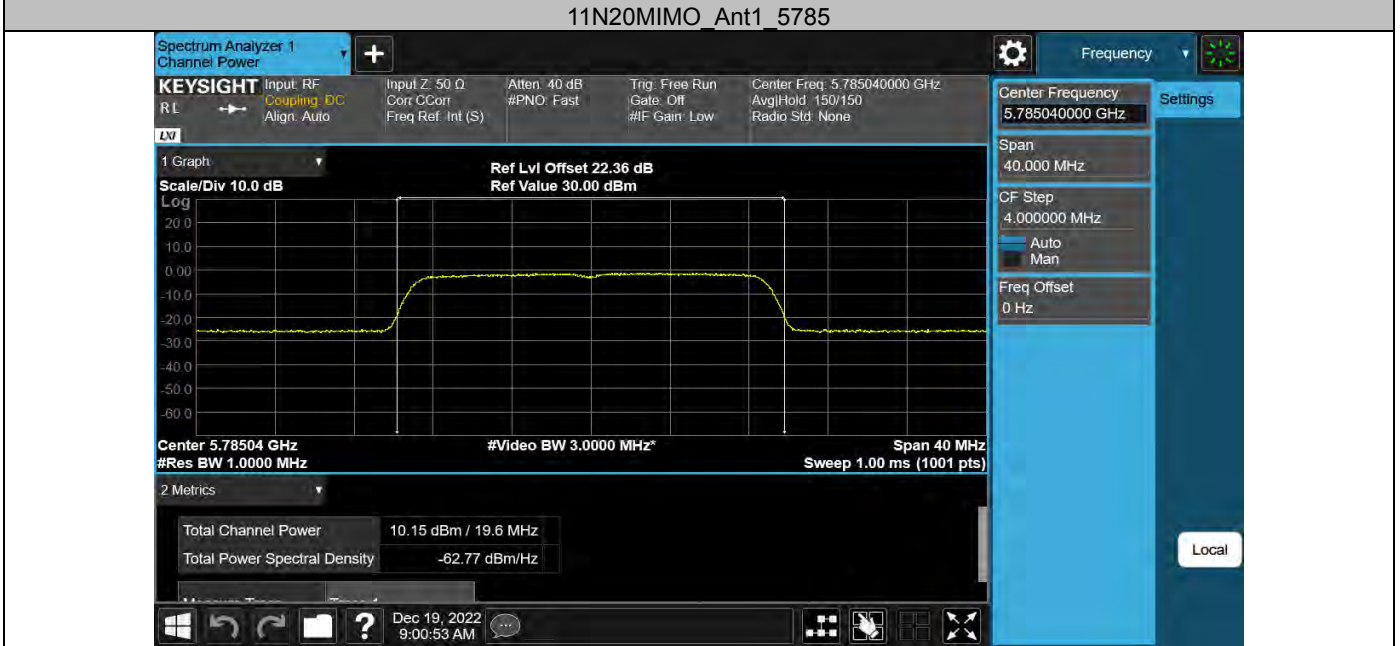 11N20MIMO_Ant1_5785
Spectrum Analyzer 1
Channel Power
Frequency
KEYSIGHT
RL
LXI
Input: RF
Coupling: DC
Align: Auto
Input Z: 50 Ω
Corr CCorr
Freq Ref: Int (S)
Atten: 40 dB
#PNO: Fast
Trig: Free Run
Gate: Off
#IF Gain: Low
Center Freq: 5.785040000 GHz
Avg|Hold: 150/150
Radio Std: None
Center Frequency
5.785040000 GHz
Settings
Span
40.000 MHz
CF Step
4.000000 MHz
Auto
Man
Freq Offset
0 Hz
Local
1 Graph
Scale/Div 10.0 dB
Ref Lvl Offset 22.36 dB
Ref Value 30.00 dBm
Log
20.0
10.0
0.00
-10.0
-20.0
-30.0
-40.0
-50.0
-60.0
Center 5.78504 GHz
#Video BW 3.0000 MHz*
Span 40 MHz
#Res BW 1.0000 MHz
Sweep 1.00 ms (1001 pts)
2 Metrics
Total Channel Power 10.15 dBm / 19.6 MHz
Total Power Spectral Density -62.77 dBm/Hz
?
Dec 19, 2022
9:00:53 AM